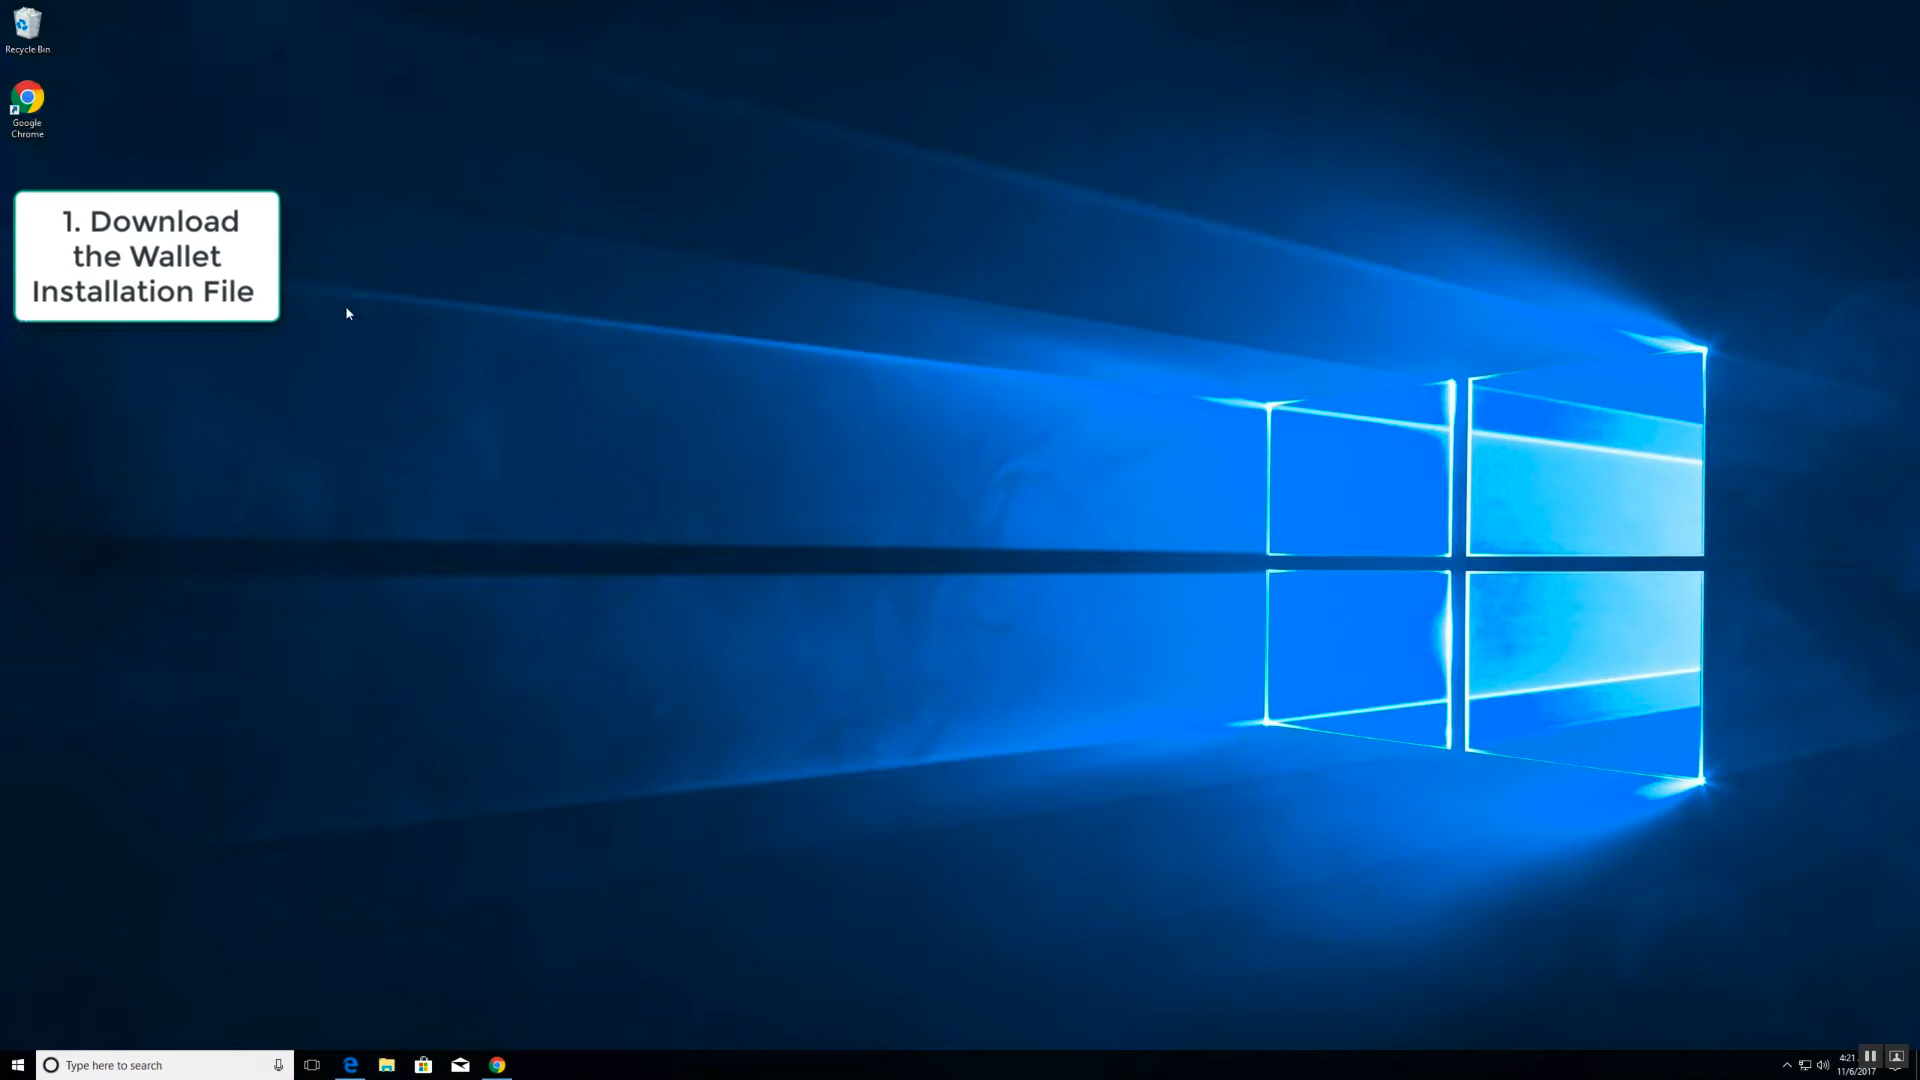 Recycle Bin
Google
Chrome
1. Download
the Wallet
Installation File
Type here to search
4:21
11/6/2017